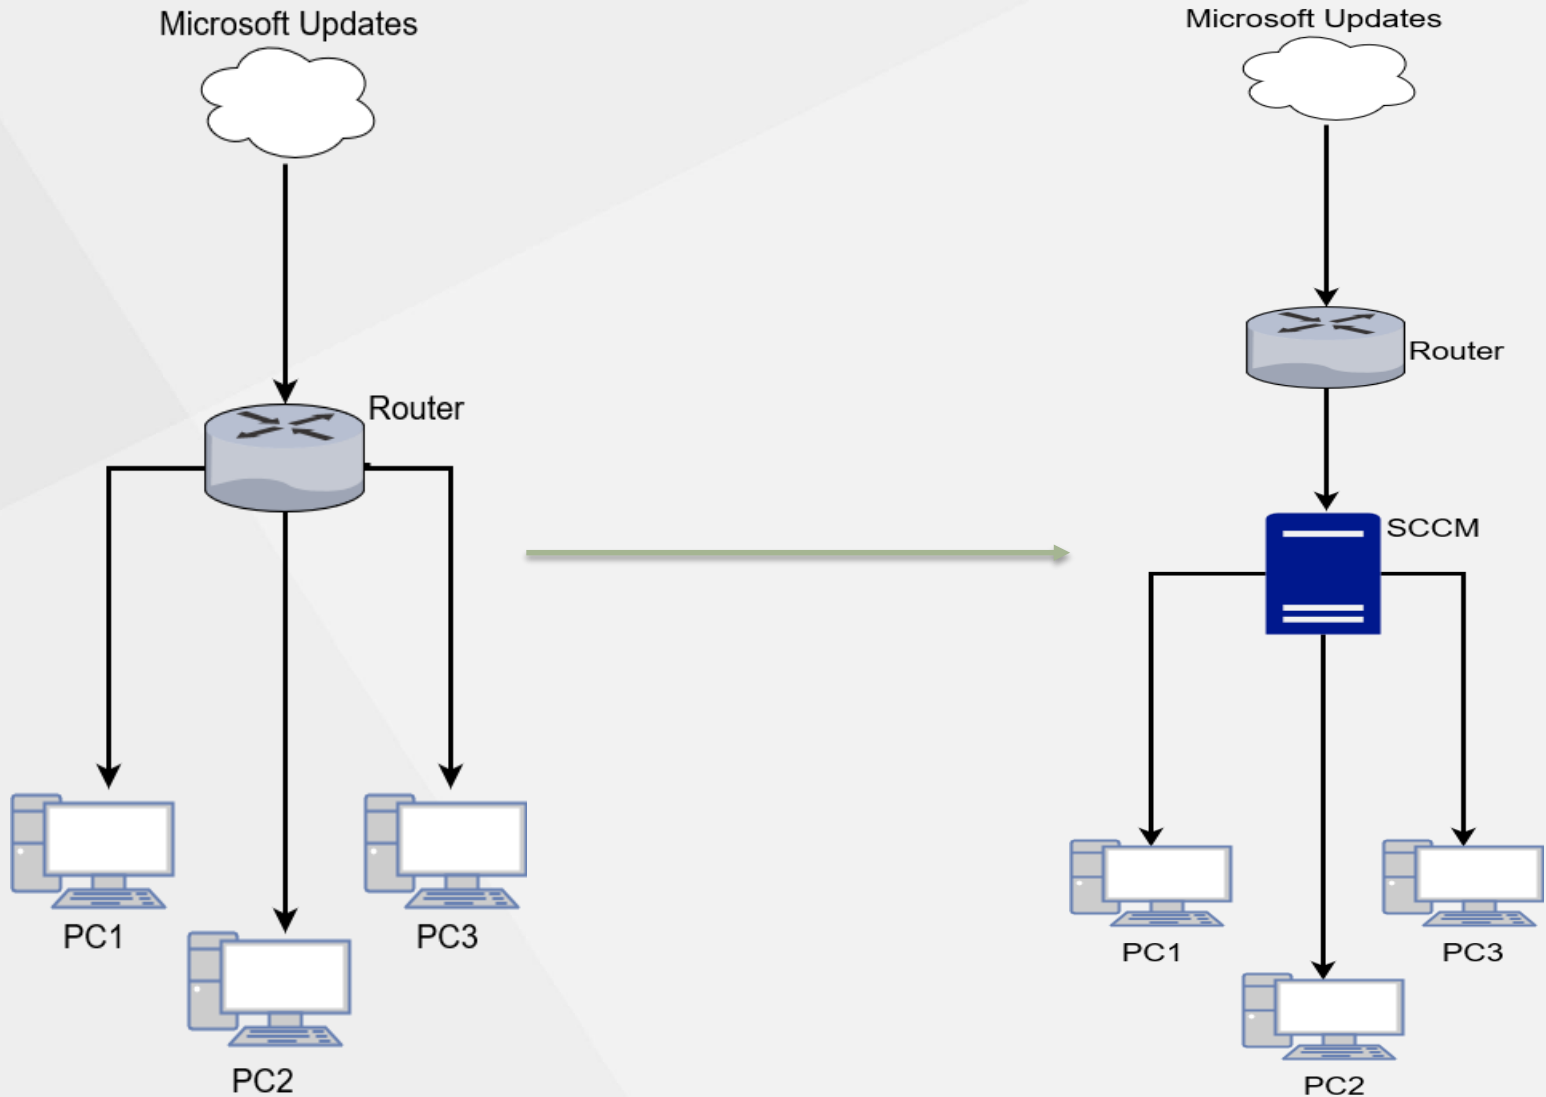 Microsoft Updates
Router
PC1
PC3
PC2
Microsoft Updates
Router
SCCM
PC1
PC3
PC2